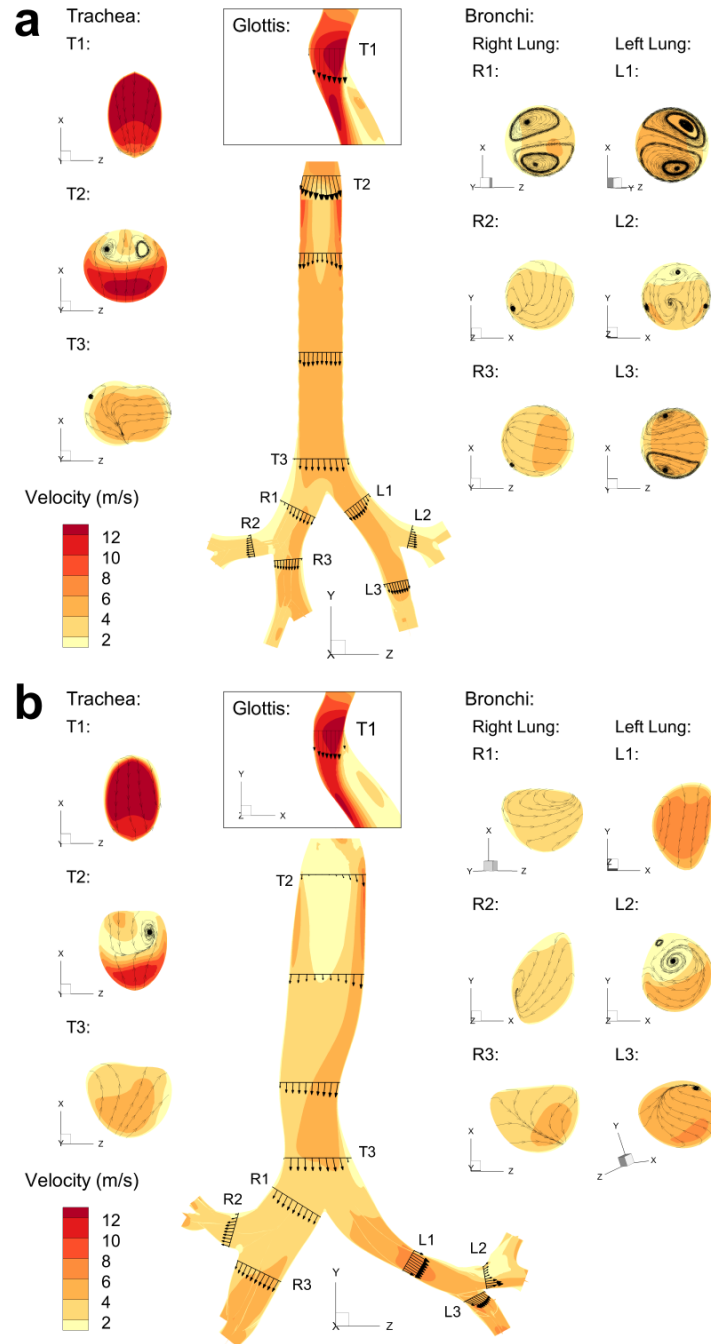 a
Trachea:
T1:
X
Y
Z
T2:
X
Y
Z
T3:
X
Y
Z
Velocity (m/s)
12
10
8
6
4
2
Glottis:
T1
T2
T3
R1
L1
R2
L2
R3
L3
Y
X
Z
Bronchi:
Right Lung:
Left Lung:
R1:
L1:
X
Y
Z
X
Y
Z
R2:
L2:
Y
Z
X
Y
Z
X
R3:
L3:
Y
Z
X
X
Y
Z
b
Trachea:
T1:
X
Y
Z
T2:
X
Y
Z
T3:
X
Y
Z
Velocity (m/s)
12
10
8
6
4
2
Glottis:
T1
Y
Z
X
T2
T3
R1
R2
L1
L2
R3
L3
Y
X
Z
Bronchi:
Right Lung:
Left Lung:
R1:
L1:
X
Y
Z
Y
Z
X
R2:
L2:
Y
Z
X
Y
Z
X
R3:
L3:
X
Y
Z
Y
Z
X